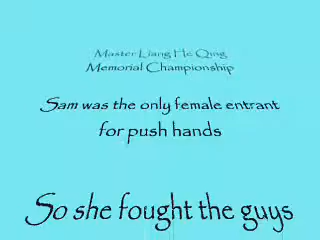 Master Liang He Qing
Memorial Championship
Sam was the only female entrant
for push hands
So she fought the guys